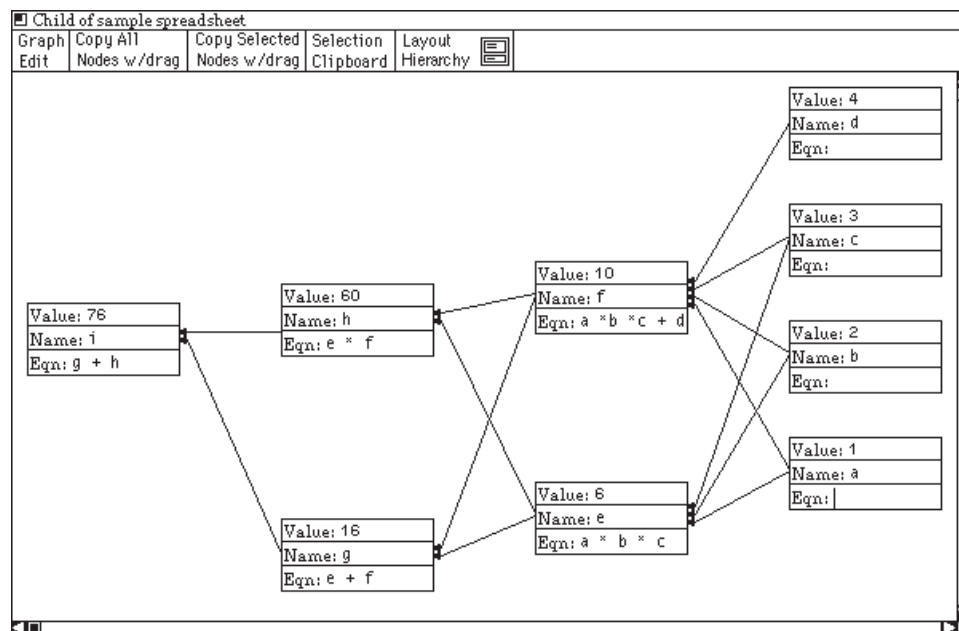 Child of sample spreadsheet
Graph Edit
Copy All Nodes w/drag
Copy Selected Nodes w/drag
Selection Clipboard
Layout Hierarchy
Value: 76
Name: i
Eqn: g + h
Value: 60
Name: h
Eqn: e * f
Value: 16
Name: g
Eqn: e + f
Value: 10
Name: f
Eqn: a *b *c + d
Value: 6
Name: e
Eqn: a * b * c
Value: 4
Name: d
Eqn:
Value: 3
Name: c
Eqn:
Value: 2
Name: b
Eqn:
Value: 1
Name: a
Eqn: